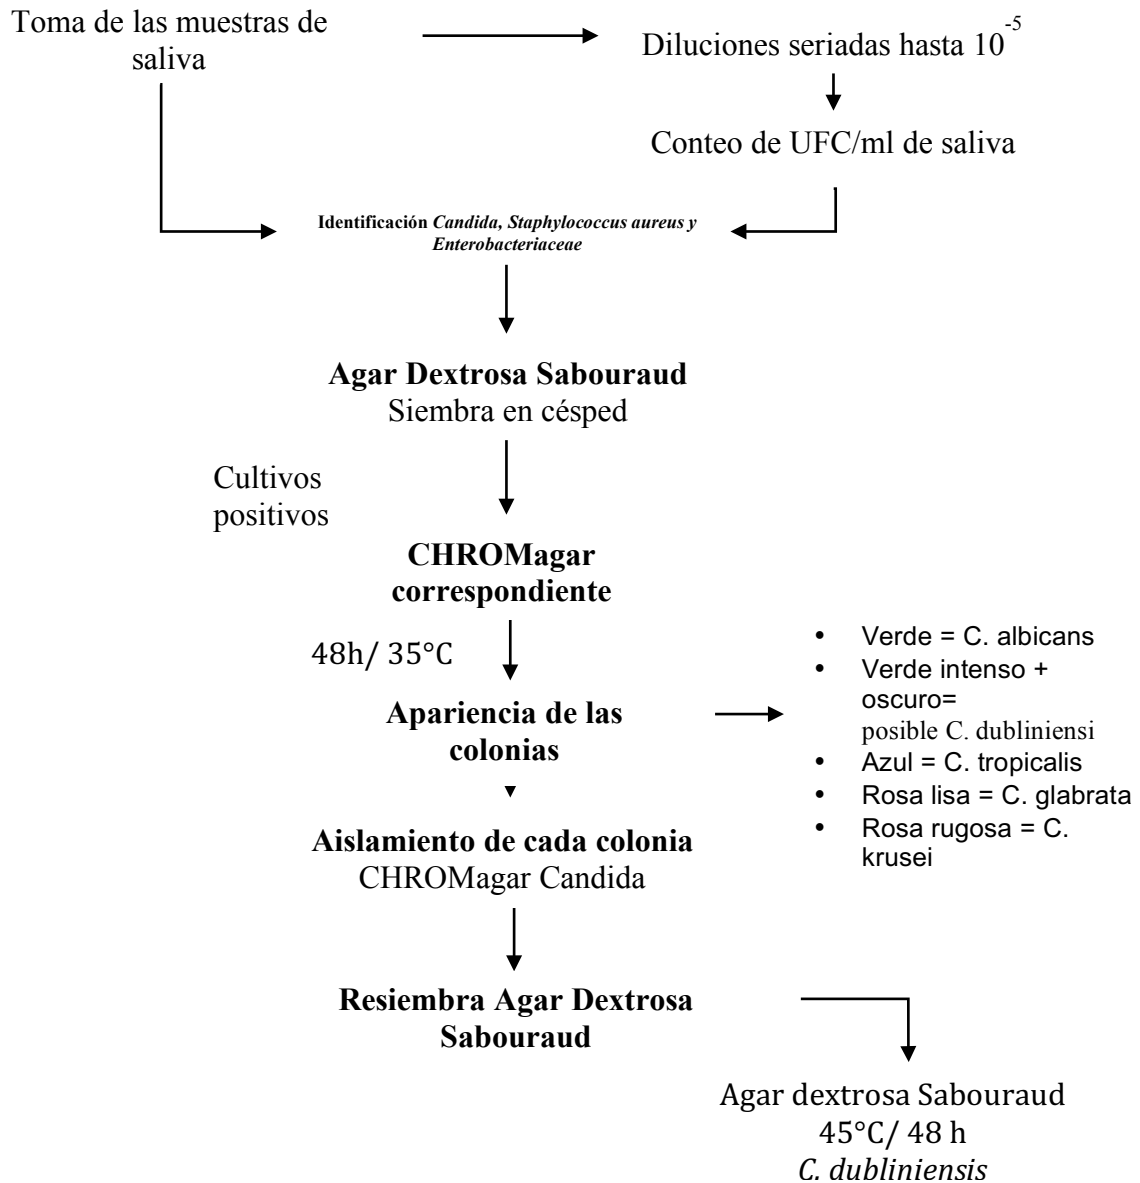 Toma de las muestras de
saliva
Diluciones seriadas hasta 10-5
Conteo de UFC/ml de saliva
Identificación Candida, Staphylococcus aureus y
Enterobacteriaceae
Agar Dextrosa Sabouraud
Siembra en césped
Cultivos
positivos
CHROMagar
correspondiente
48h/ 35°C
Apariencia de las
colonias
• Verde = C. albicans
• Verde intenso +
oscuro=
posible C. dubliniensi
• Azul = C. tropicalis
• Rosa lisa = C. glabrata
• Rosa rugosa = C.
krusei
Aislamiento de cada colonia
CHROMagar Candida
Resiembra Agar Dextrosa
Sabouraud
Agar dextrosa Sabouraud
45°C/ 48 h
C. dubliniensis